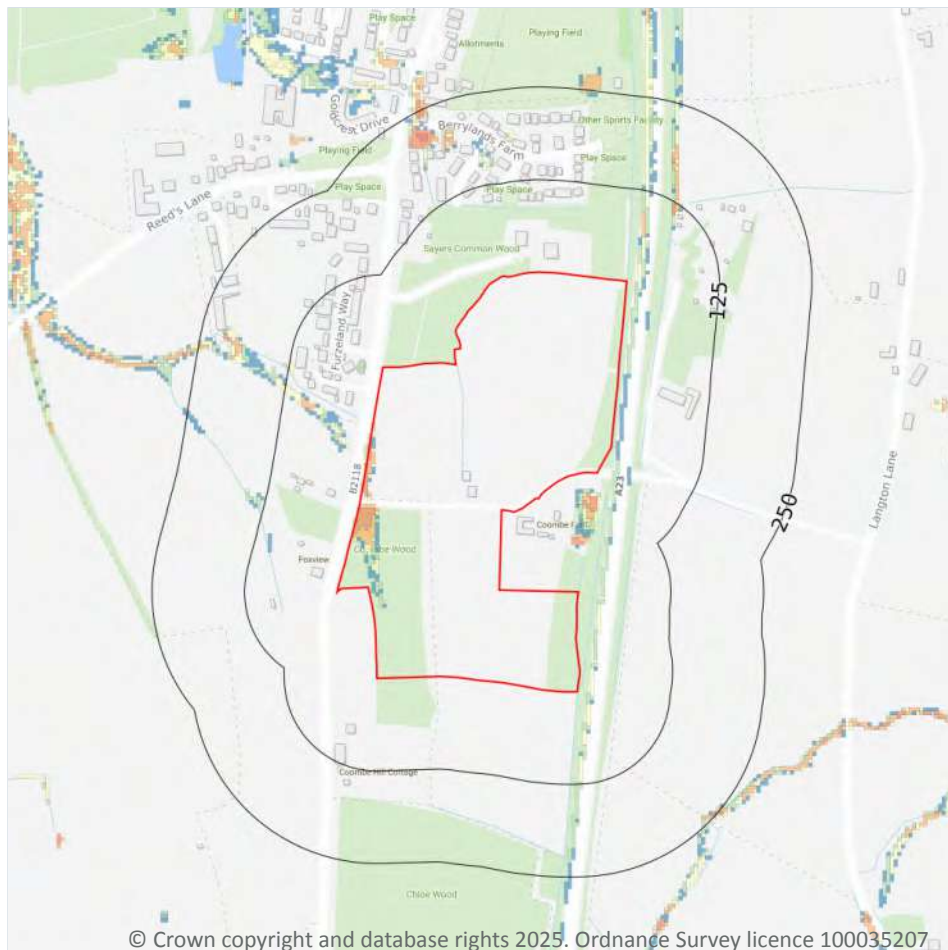 Play Space
Allotments
Playing Field
Goldcrest Drive
Berrylands Farm
Other Sports Facility
Playing Field
Play Space
Play Space
Play Space
Reed's Lane
Sayers Common Wood
125
Furzeland Way
B2118
A23
250
Langton Lane
Coombe
Wood
Foxview
Coombe Hill Cottage
Chloe Wood
© Crown copyright and database rights 2025. Ordnance Survey licence 100035207